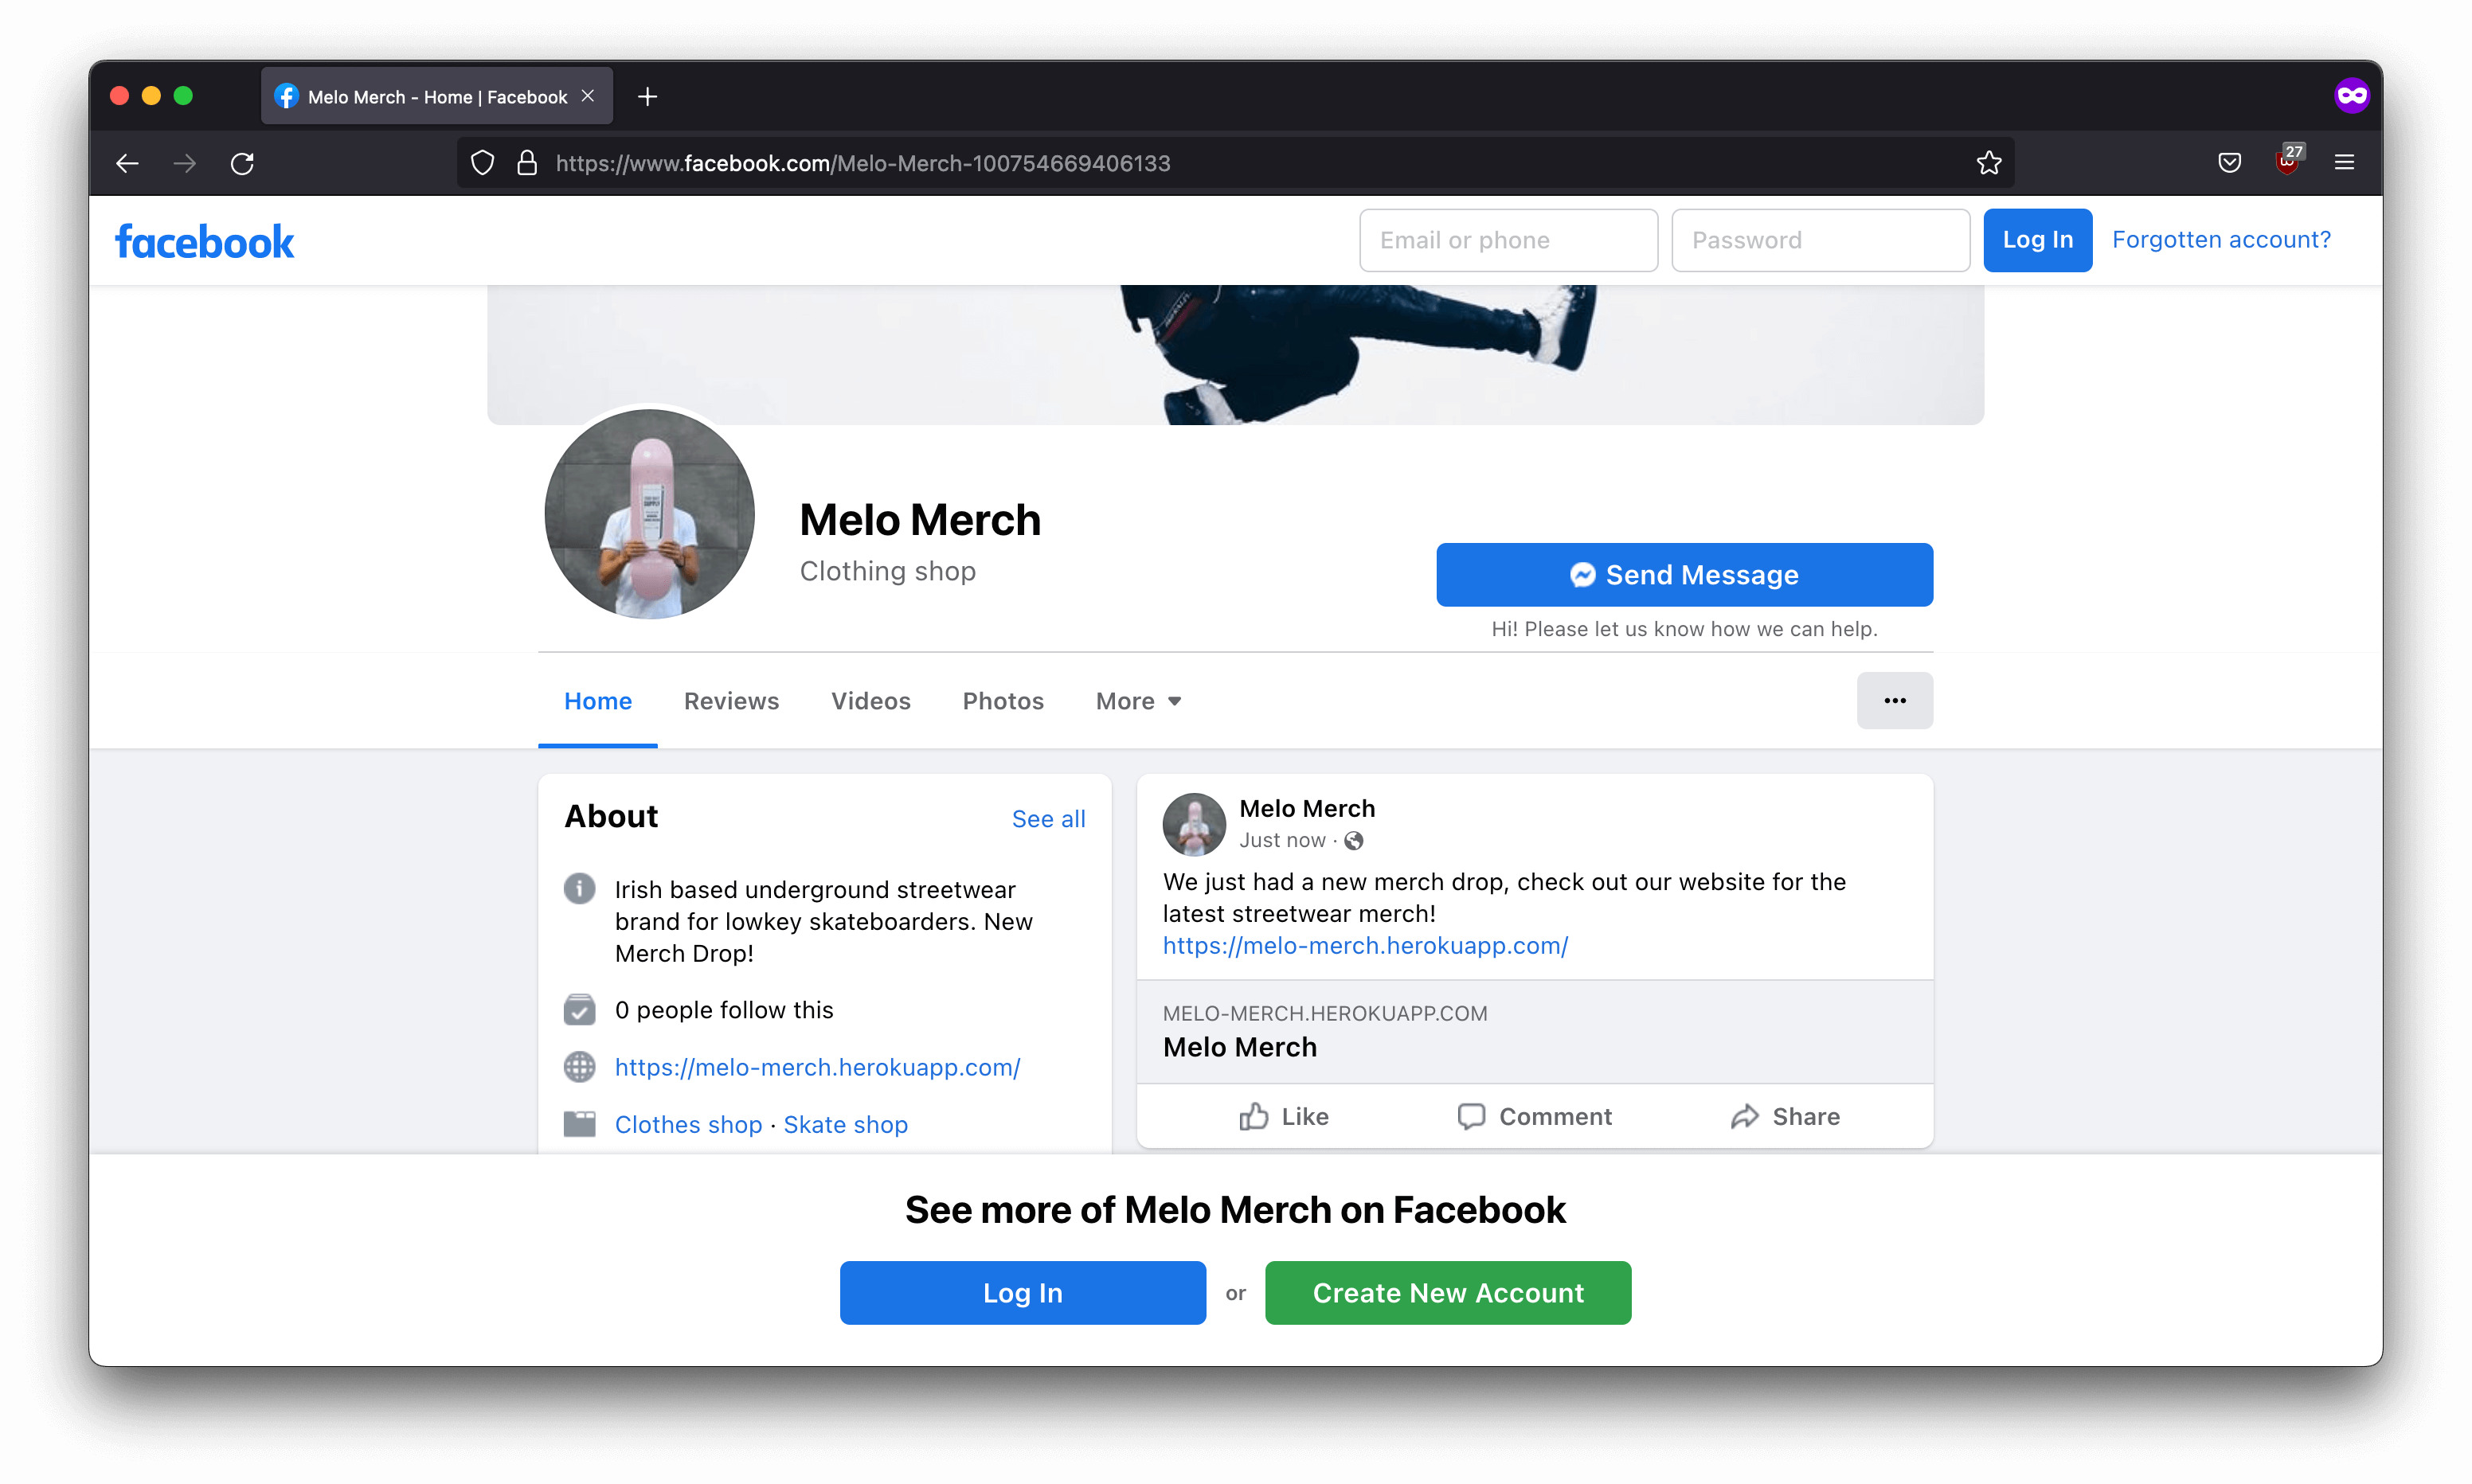 Melo Merch - Home | Facebook
https://www.facebook.com/Melo-Merch-100754669406133
27
facebook
Email or phone
Password
Log In
Forgotten account?
Melo Merch
Clothing shop
Send Message
Hi! Please let us know how we can help.
Home
Reviews
Videos
Photos
More
About
See all
Irish based underground streetwear
brand for lowkey skateboarders. New
Merch Drop!
0 people follow this
https://melo-merch.herokuapp.com/
Clothes shop · Skate shop
Melo Merch
Just now ·
We just had a new merch drop, check out our website for the
latest streetwear merch!
https://melo-merch.herokuapp.com/
MELO-MERCH.HEROKUAPP.COM
Melo Merch
Like
Comment
Share
See more of Melo Merch on Facebook
Log In
or
Create New Account